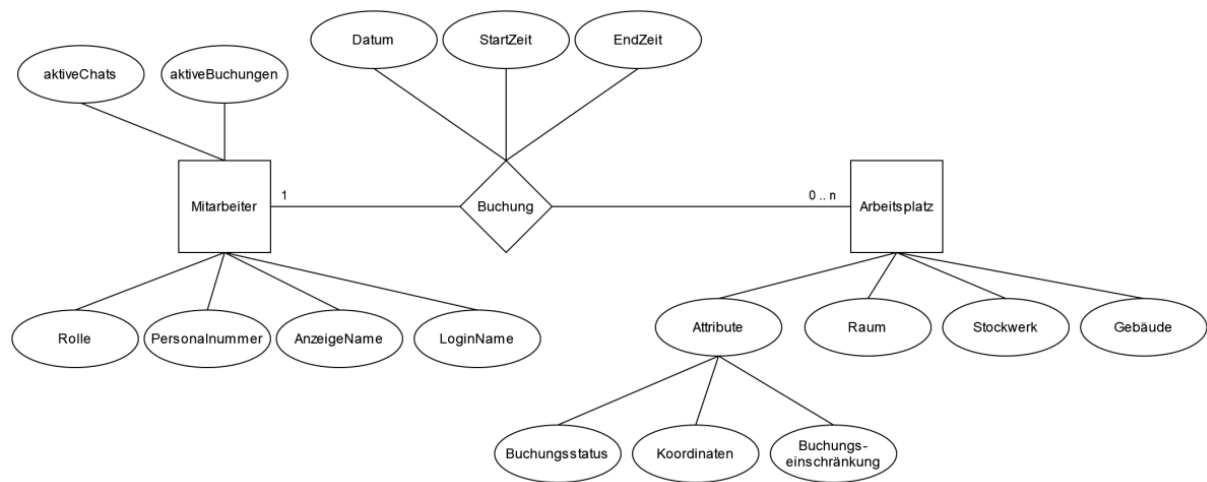 Datum
StartZeit
EndZeit
aktiveChats
aktiveBuchungen
Mitarbeiter
1
Buchung
0 .. n
Arbeitsplatz
Rolle
Personalnummer
AnzeigeName
LoginName
Attribute
Raum
Stockwerk
Gebäude
Buchungsstatus
Koordinaten
Buchungs-
einschränkung